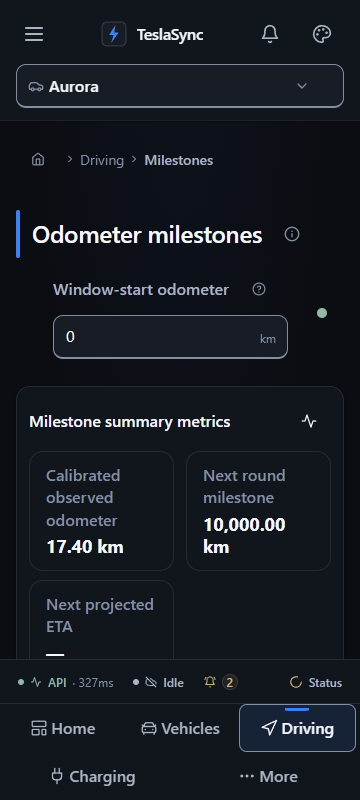 TeslaSync
Aurora
Driving
Milestones
Odometer milestones
Window-start odometer
0
km
Milestone summary metrics
Calibrated
observed
odometer
17.40 km
Next round
milestone
10,000.00
km
Next projected
ETA
—
API · 327ms
Idle
2
Status
Home
Vehicles
Driving
Charging
More